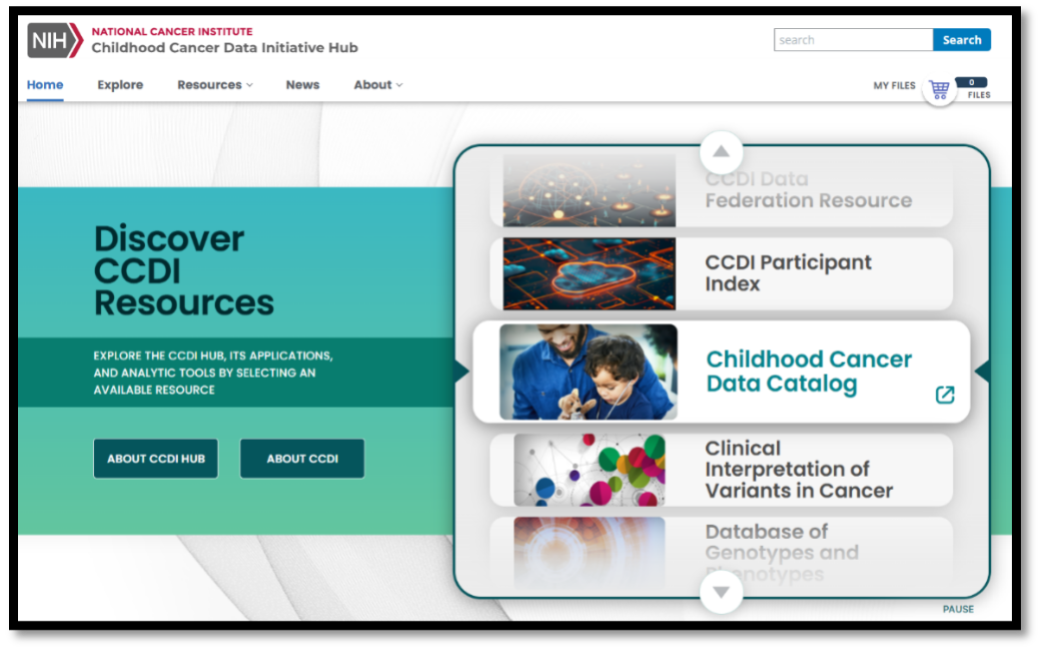 NIH
NATIONAL CANCER INSTITUTE
Childhood Cancer Data Initiative Hub
search
Search
Home
Explore
Resources
News
About
MY FILES
0
FILES
Discover
CCDI
Resources
EXPLORE THE CCDI HUB, ITS APPLICATIONS,
AND ANALYTIC TOOLS BY SELECTING AN
AVAILABLE RESOURCE
ABOUT CCDI HUB
ABOUT CCDI
CCDI Data
Federation Resource
CCDI Participant
Index
Childhood Cancer
Data Catalog
Clinical
Interpretation of
Variants in Cancer
Database of
Genotypes and
Phenotypes
PAUSE